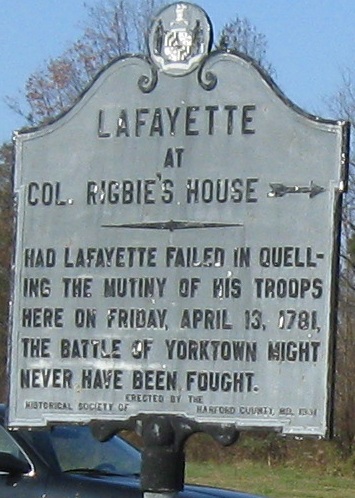 LAFAYETTE
AT
COL. RIGBIE'S HOUSE
HAD LAFAYETTE FAILED IN QUELL-
ING THE MUTINY OF HIS TROOPS
HERE ON FRIDAY, APRIL 13, 1781,
THE BATTLE OF YORKTOWN MIGHT
NEVER HAVE BEEN FOUGHT.
ERECTED BY THE
HISTORICAL SOCIETY OF HARFORD COUNTY, MD.